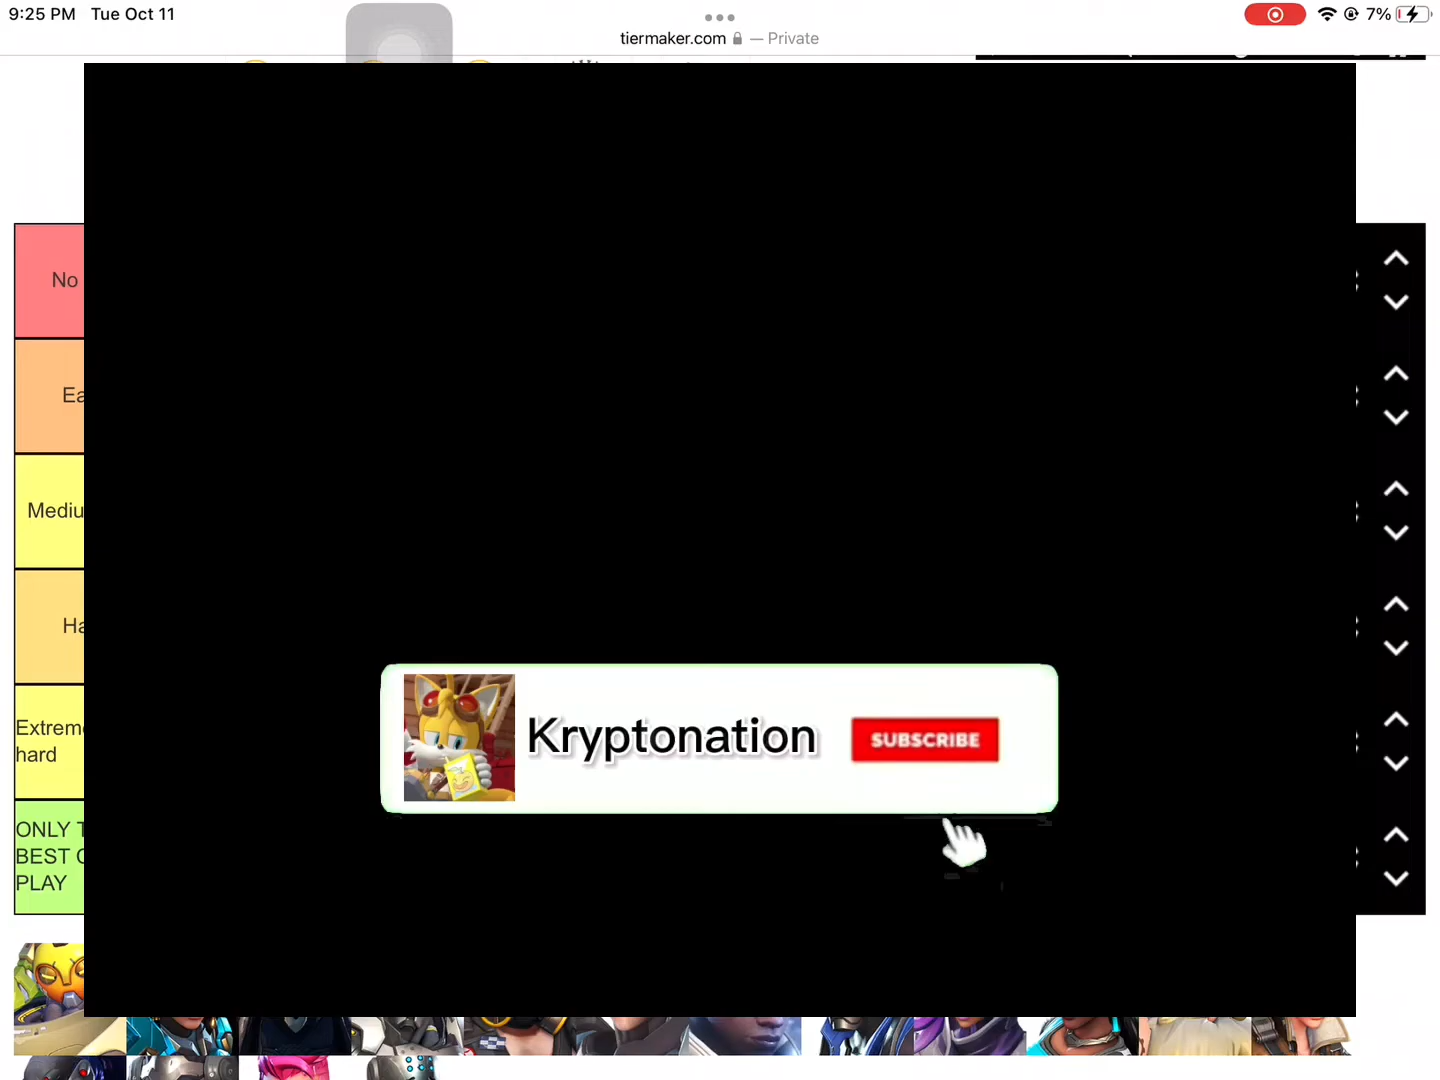 9:25 PM Tue Oct 11
7%
tiermaker.com — Private
No
Ea
Mediu
Ha
Extrem
hard
ONLY T
BEST
PLAY
Kryptonation
SUBSCRIBE